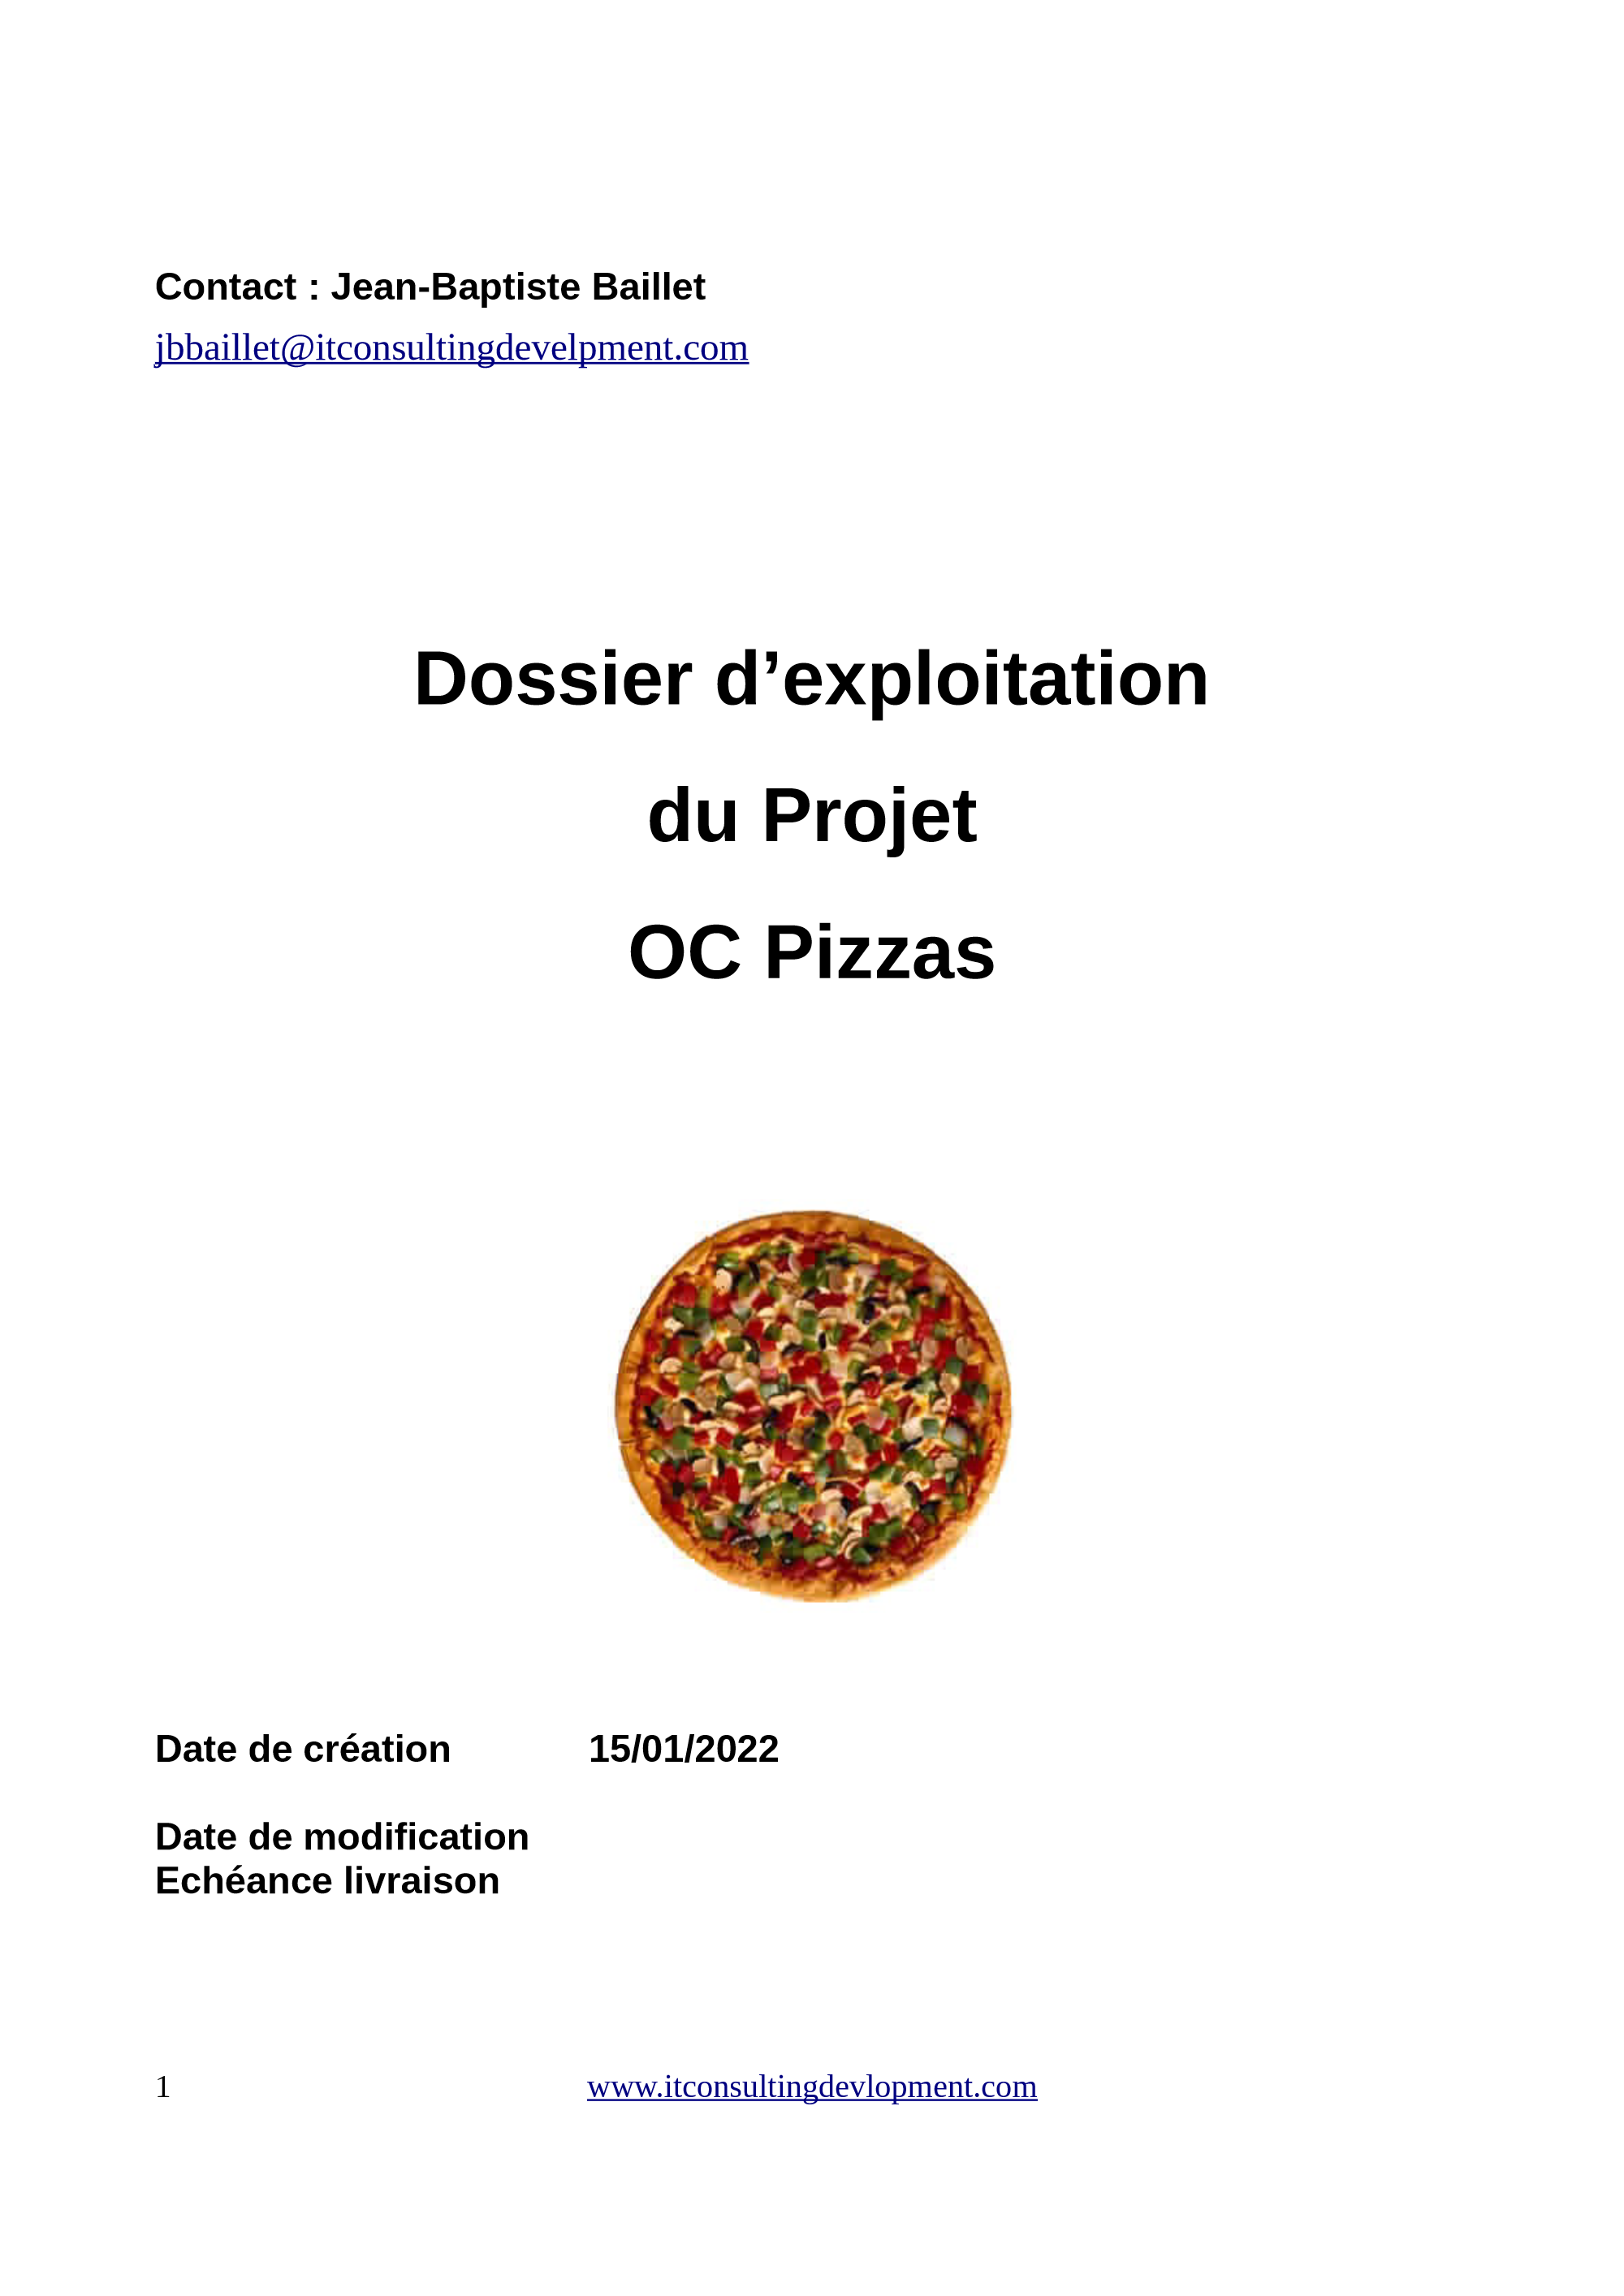 Contact : Jean-Baptiste Baillet
jbbaillet@itconsultingdevelpment.com
Dossier d’exploitation
du Projet
OC Pizzas
Date de création 15/01/2022
Date de modification
Echéance livraison
1 www.itconsultingdevlopment.com